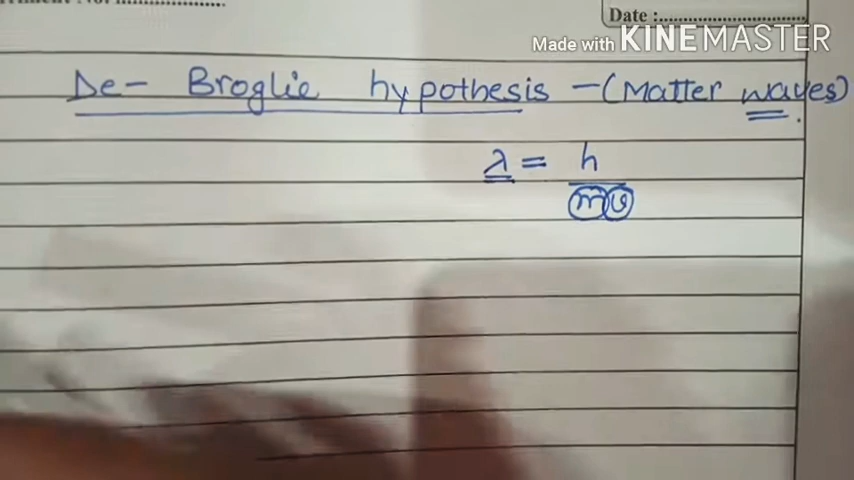 Date :
Made with KINEMASTER
De- Broglie hypothesis -(Matter waves).
λ = h
mv